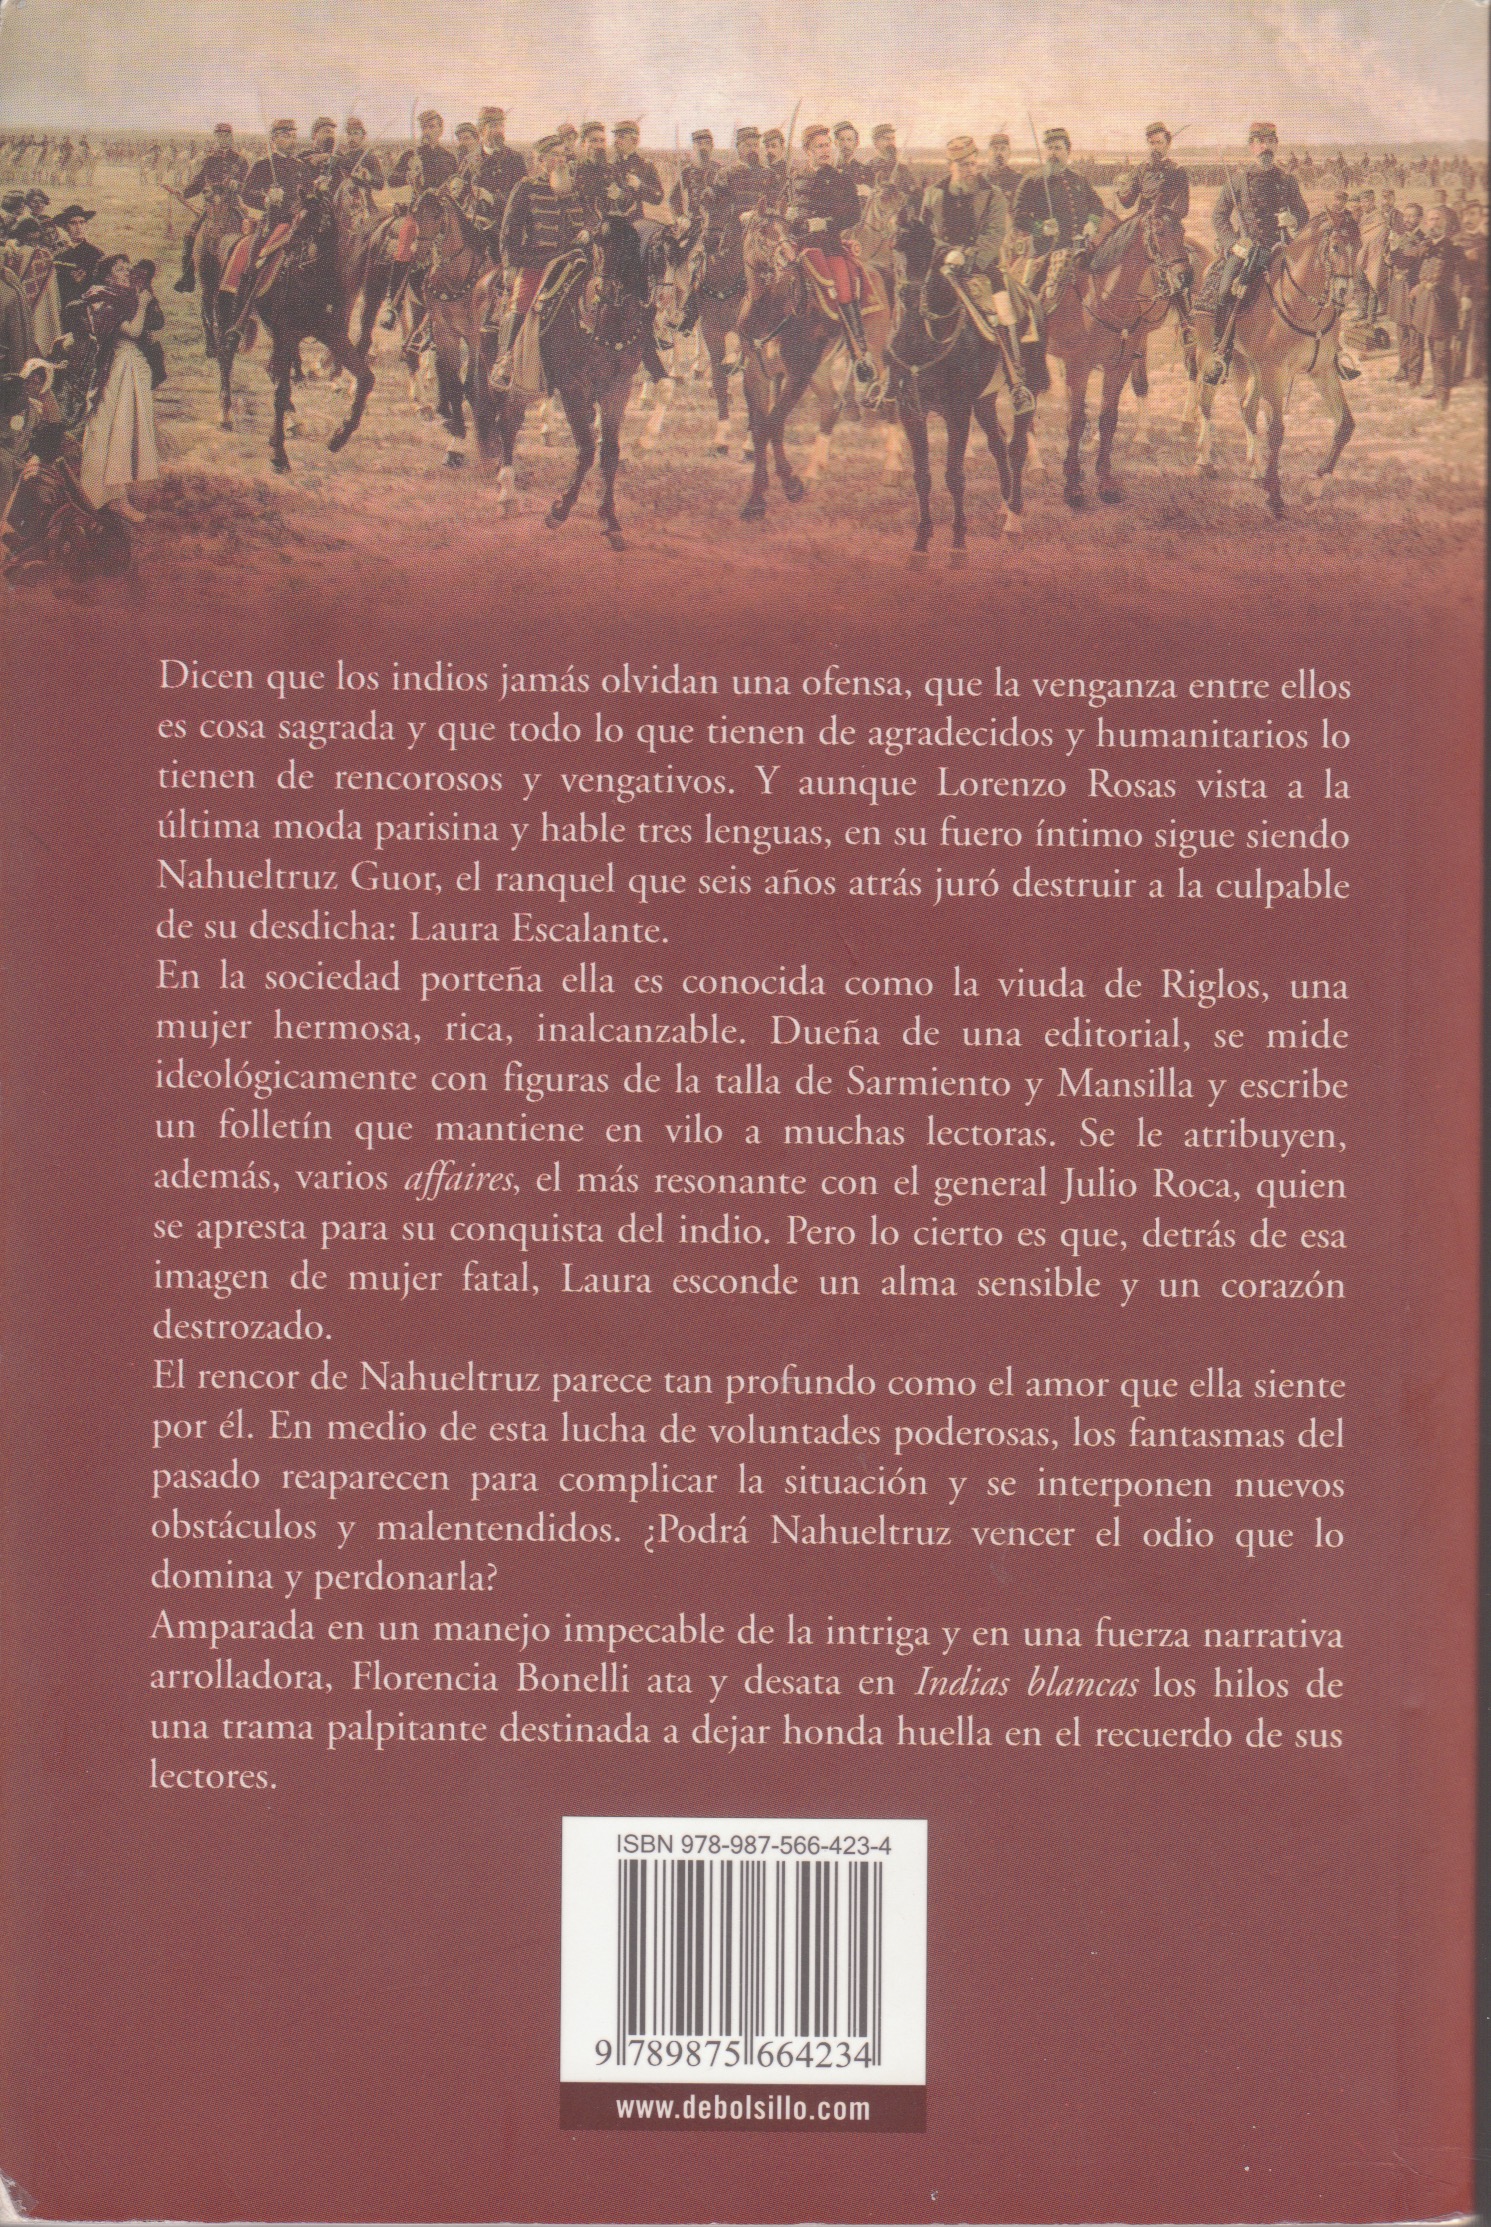 Dicen que los indios jamás olvidan una ofensa, que la venganza entre ellos
es cosa sagrada y que todo lo que tienen de agradecidos y humanitarios lo
tienen de rencorosos y vengativos. Y aunque Lorenzo Rosas vista a la
última moda parisina y hable tres lenguas, en su fuero íntimo sigue siendo
Nahueltruz Guor, el ranquel que seis años atrás juró destruir a la culpable
de su desdicha: Laura Escalante.
En la sociedad porteña ella es conocida como la viuda de Riglos, una
mujer hermosa, rica, inalcanzable. Dueña de una editorial, se mide
ideológicamente con figuras de la talla de Sarmiento y Mansilla y escribe
un folletín que mantiene en vilo a muchas lectoras. Se le atribuyen,
además, varios affaires, el más resonante con el general Julio Roca, quien
se apresta para su conquista del indio. Pero lo cierto es que, detrás de esa
imagen de mujer fatal, Laura esconde un alma sensible y un corazón
destrozado.
El rencor de Nahueltruz parece tan profundo como el amor que ella siente
por él. En medio de esta lucha de voluntades poderosas, los fantasmas del
pasado reaparecen para complicar la situación y se interponen nuevos
obstáculos y malentendidos. ¿Podrá Nahueltruz vencer el odio que lo
domina y perdonarla?
Amparada en un manejo impecable de la intriga y en una fuerza narrativa
arrolladora, Florencia Bonelli ata y desata en Indias blancas los hilos de
una trama palpitante destinada a dejar honda huella en el recuerdo de sus
lectores.
ISBN 978-987-566-423-4
9 789875 664234
www.debolsillo.com